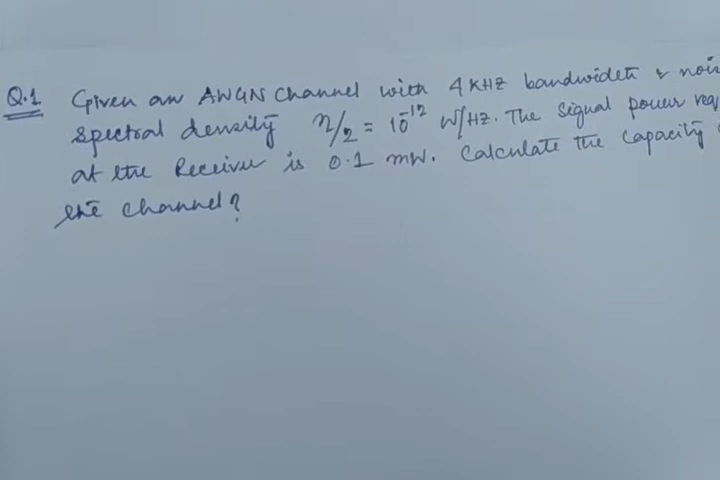 Q.1 Given an AWGN Channel with 4 KHZ bandwidth & nois
spectral density η/2 = 10⁻¹² W/HZ. The signal power req
at the Receiver is 0.1 mW. Calculate the capacity
the channel?